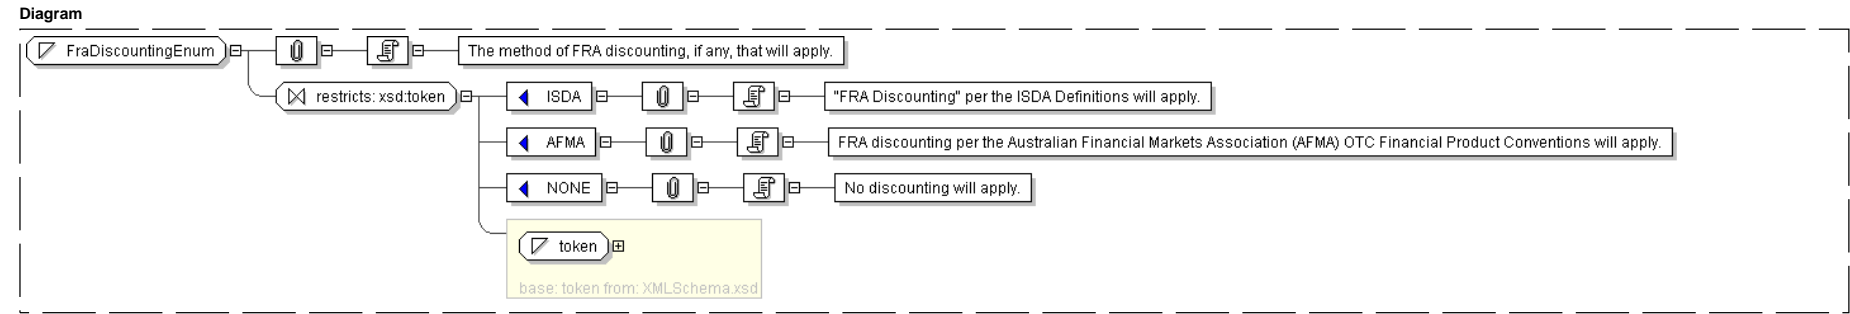 Diagram
FraDiscountingEnum The method of FRA discounting, if any, that will apply.
restricts: xsd:token ISDA "FRA Discounting" per the ISDA Definitions will apply.
AFMA FRA discounting per the Australian Financial Markets Association (AFMA) OTC Financial Product Conventions will apply.
NONE No discounting will apply.
token
base: token from: XMLSchema.xsd